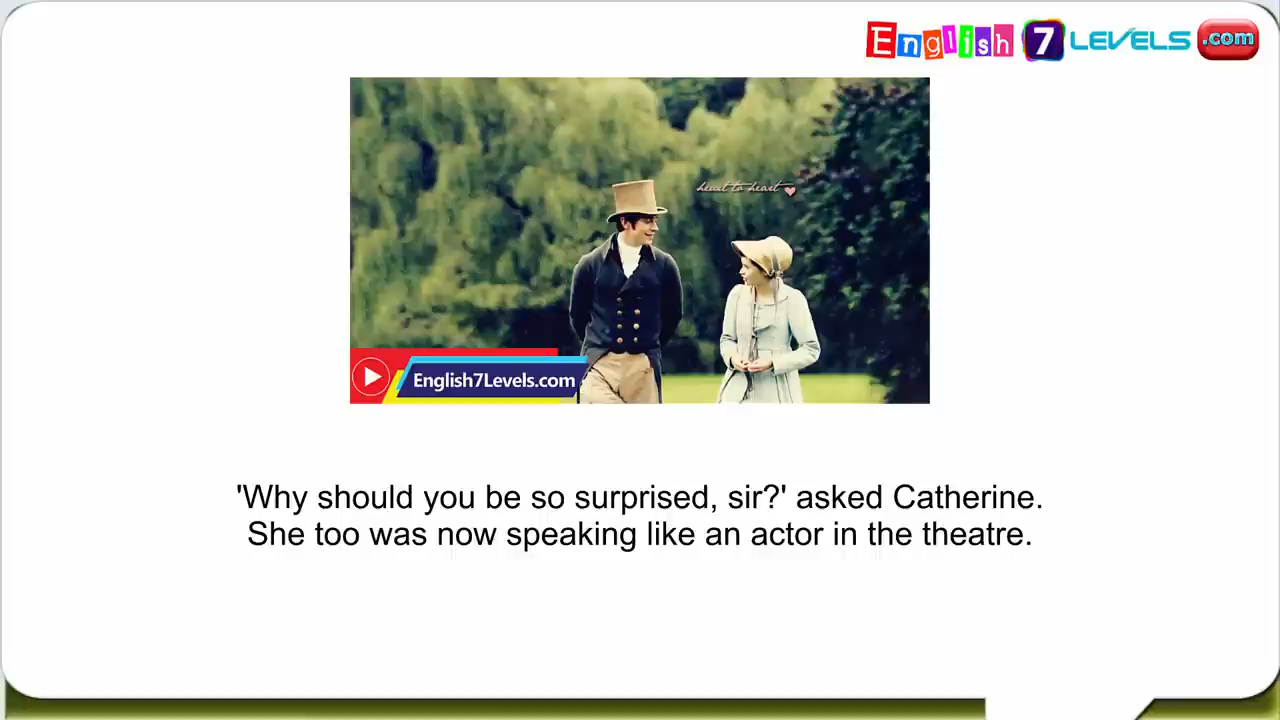 English 7 LEVELS .com
heart to heart
English7Levels.com
'Why should you be so surprised, sir?' asked Catherine.
She too was now speaking like an actor in the theatre.